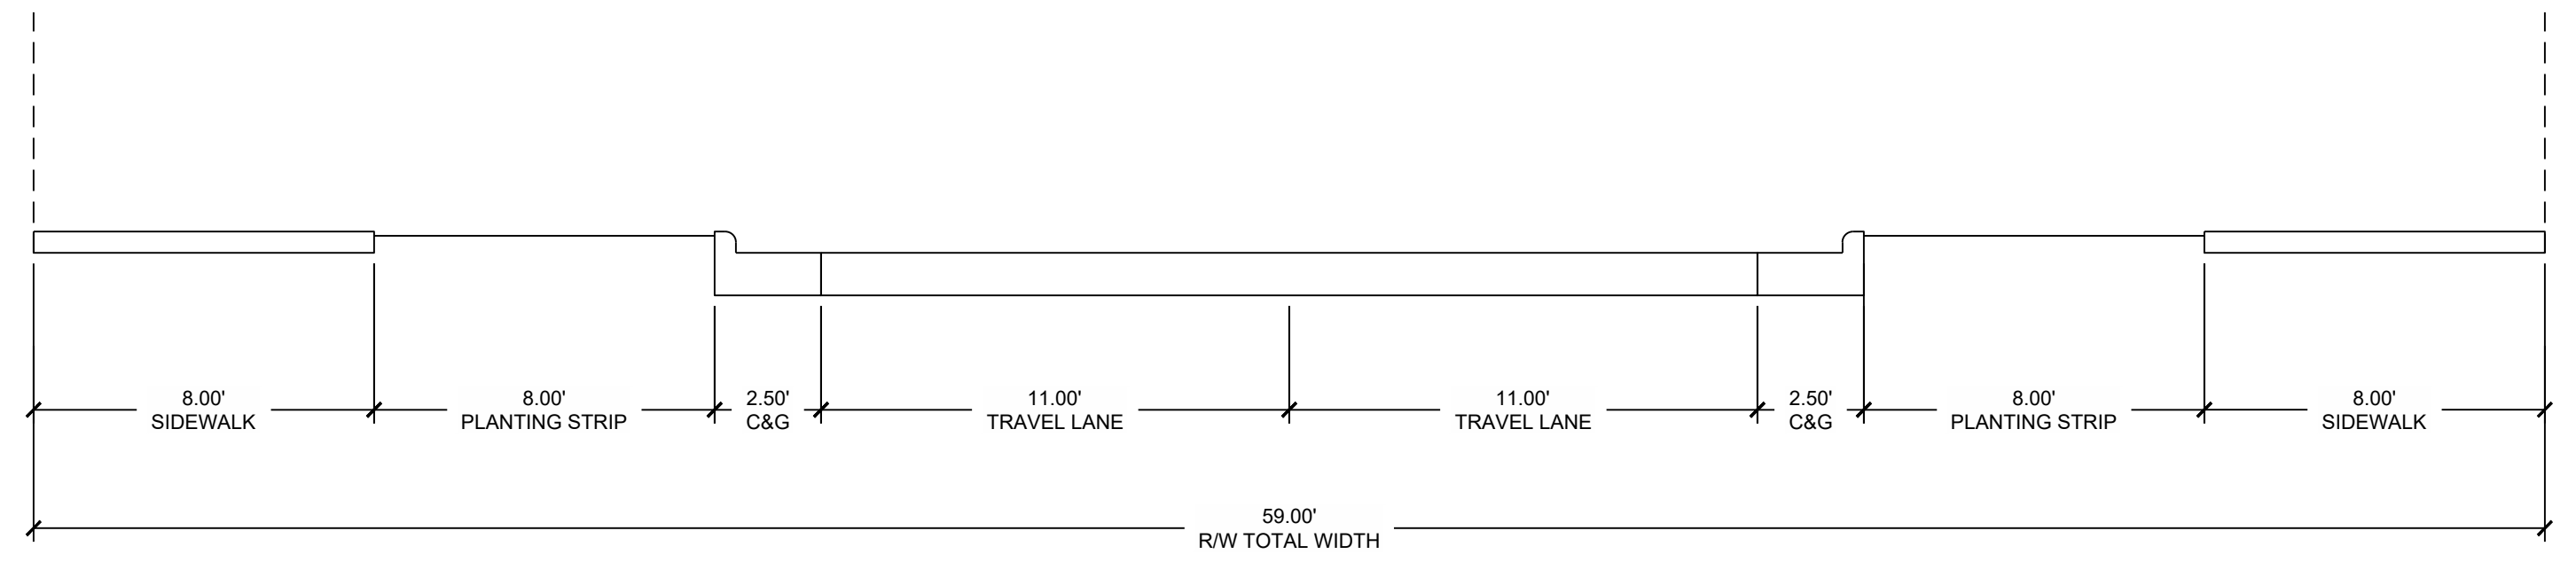 8.00'
SIDEWALK
8.00'
PLANTING STRIP
2.50'
C&G
11.00'
TRAVEL LANE
11.00'
TRAVEL LANE
2.50'
C&G
8.00'
PLANTING STRIP
8.00'
SIDEWALK
59.00'
R/W TOTAL WIDTH